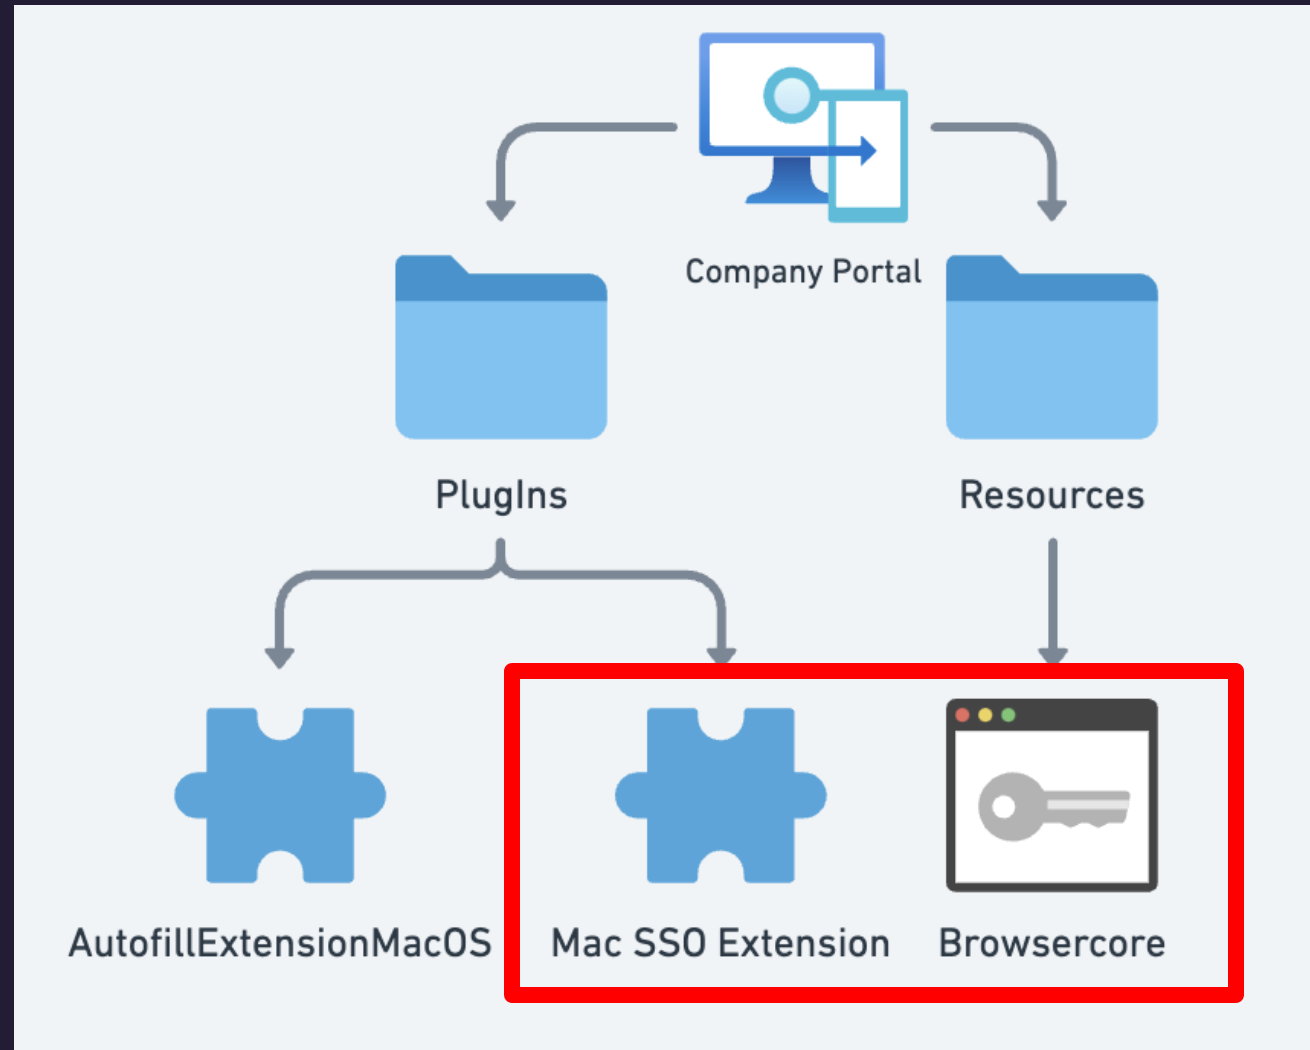 Company Portal
PlugIns
Resources
AutofillExtensionMacOS
Mac SSO Extension
Browsercore